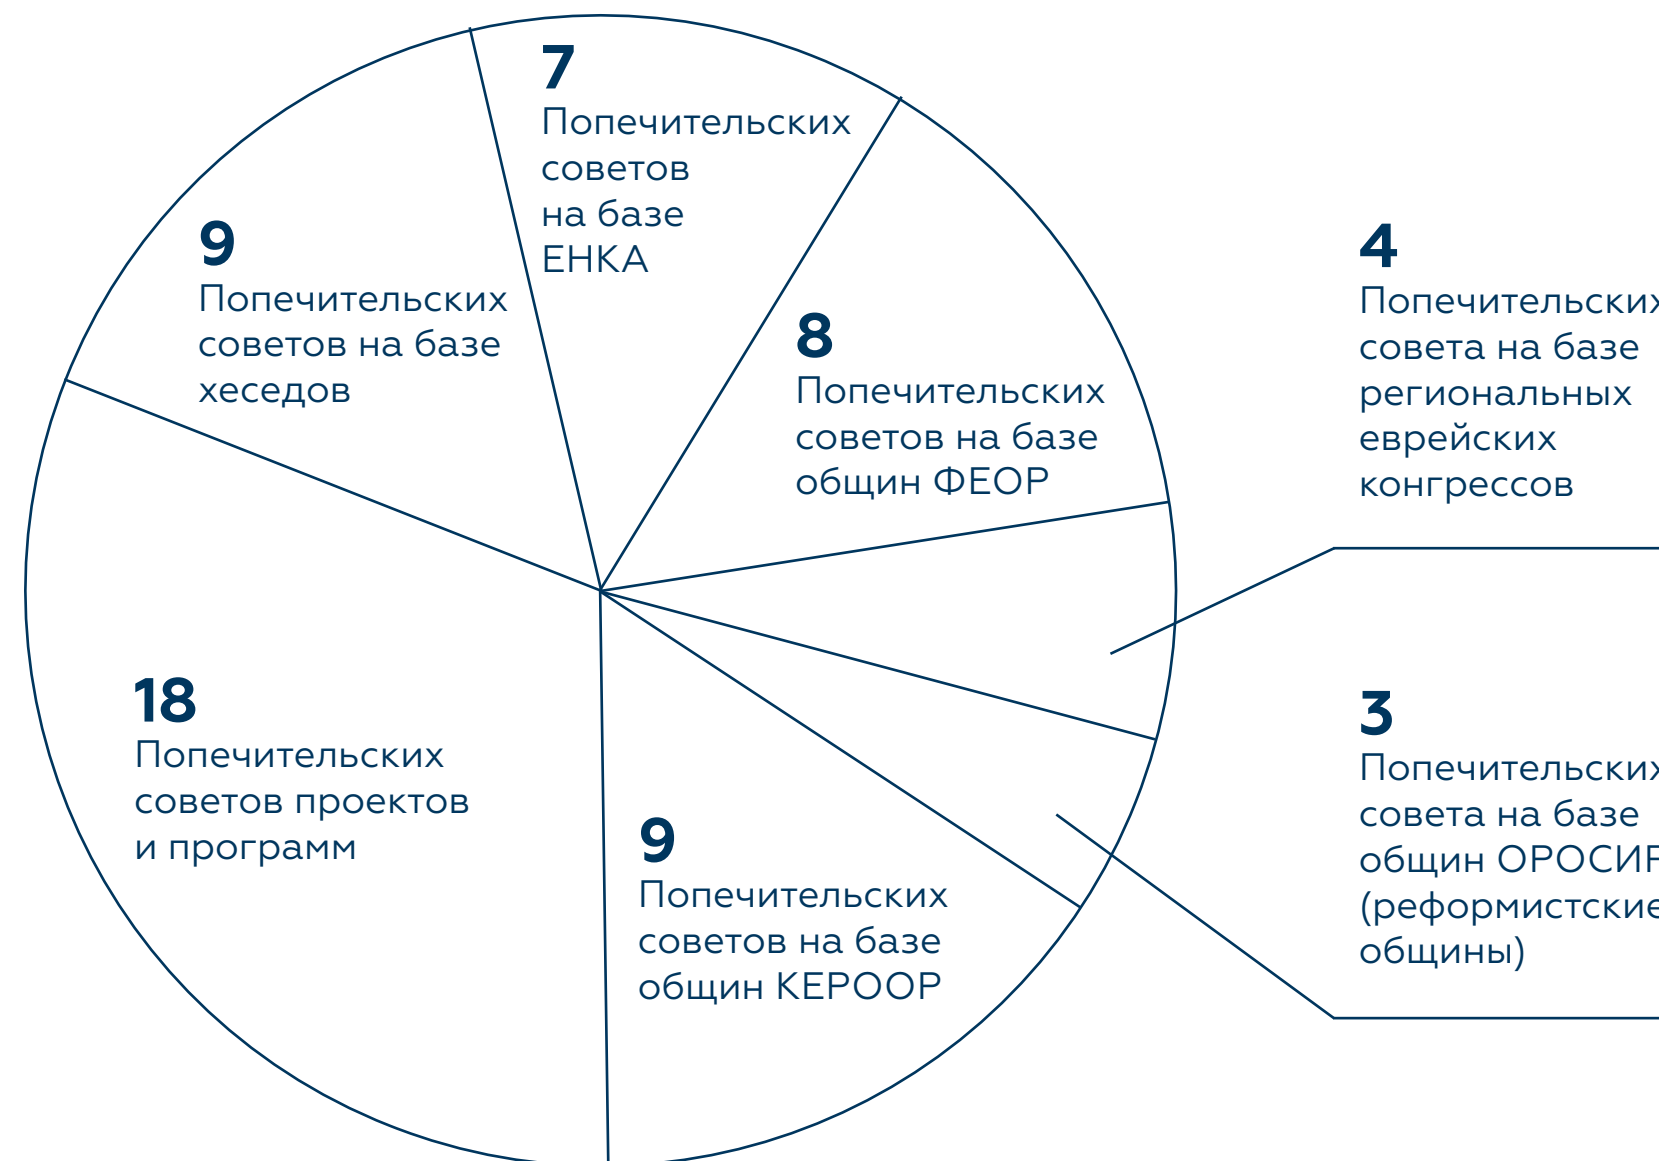 7
Попечительских
советов
на базе
ЕНКА
9
Попечительских
советов на базе
хеседов
8
Попечительских
советов на базе
общин ФЕОР
4
Попечительских
совета на базе
региональных
еврейских
конгрессов
18
Попечительских
советов проектов
и программ
9
Попечительских
советов на базе
общин КЕРООР
3
Попечительских
совета на базе
общин ОРОСИР
(реформистские
общины)